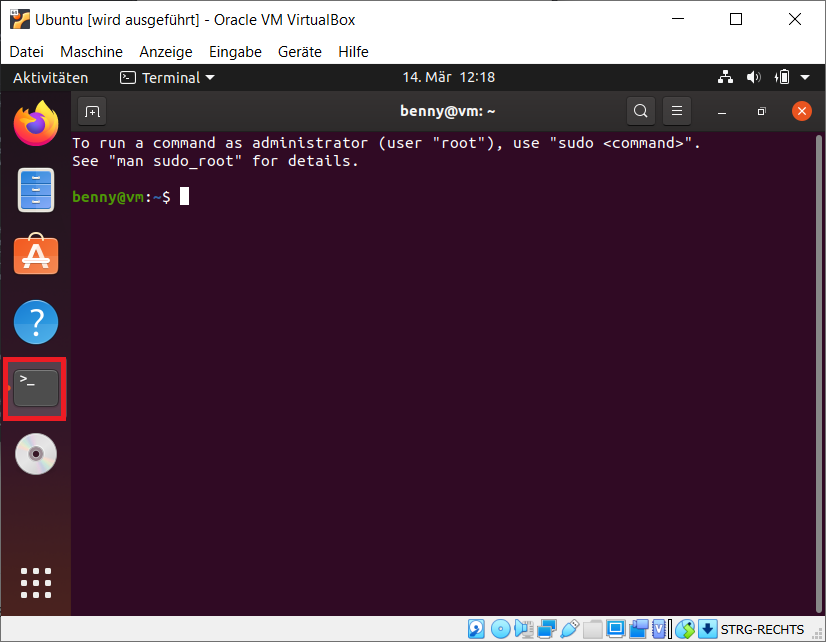 Ubuntu [wird ausgeführt] - Oracle VM VirtualBox
Datei Maschine Anzeige Eingabe Geräte Hilfe
Aktivitäten Terminal 14. Mär 12:18
benny@vm: ~
To run a command as administrator (user "root"), use "sudo <command>".
See "man sudo_root" for details.
benny@vm:~$
>_
STRG-RECHTS